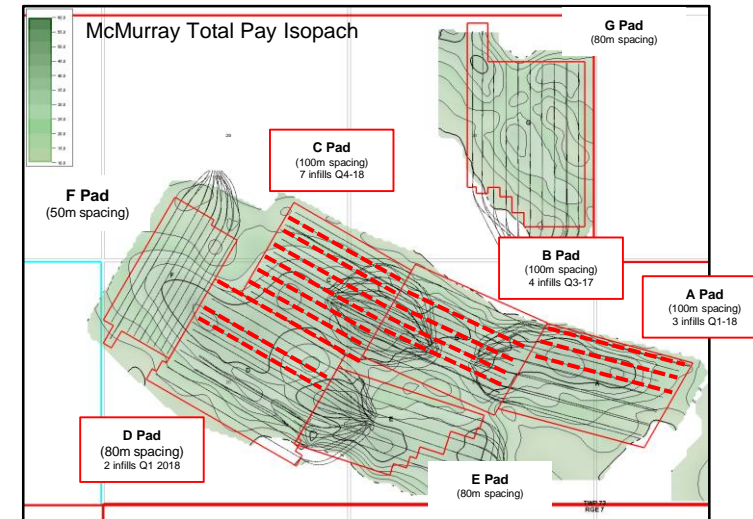 McMurray Total Pay Isopach
G Pad
(80m spacing)
C Pad
(100m spacing)
7 infills Q4-18
F Pad
(50m spacing)
B Pad
(100m spacing)
4 infills Q3-17
A Pad
(100m spacing)
3 infills Q1-18
D Pad
(80m spacing)
2 infills Q1 2018
E Pad
(80m spacing)
RGE 7